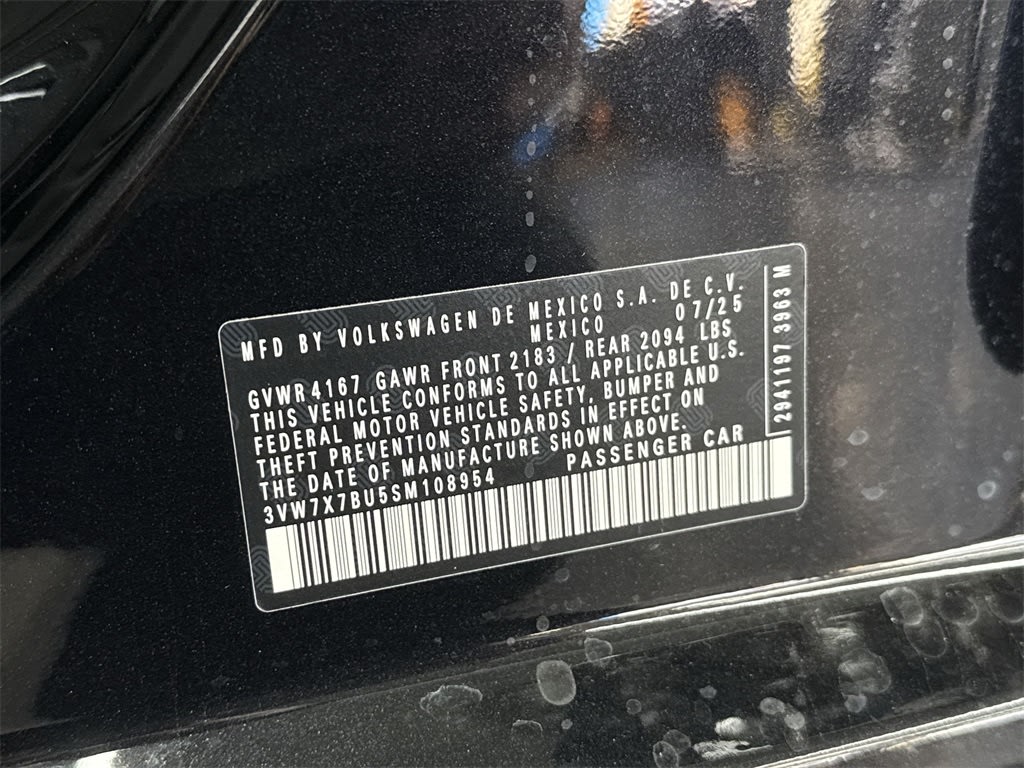 MFD BY VOLKSWAGEN DE MEXICO S.A. DE C.V.
MEXICO 07/25
GVWR 4167 GAWR FRONT 2183 / REAR 2094 LBS
THIS VEHICLE CONFORMS TO ALL APPLICABLE U.S.
FEDERAL MOTOR VEHICLE SAFETY, BUMPER AND
THEFT PREVENTION STANDARDS IN EFFECT ON
THE DATE OF MANUFACTURE SHOWN ABOVE.
3VW7X7BU5SM108954 PASSENGER CAR
2941197 3963 M